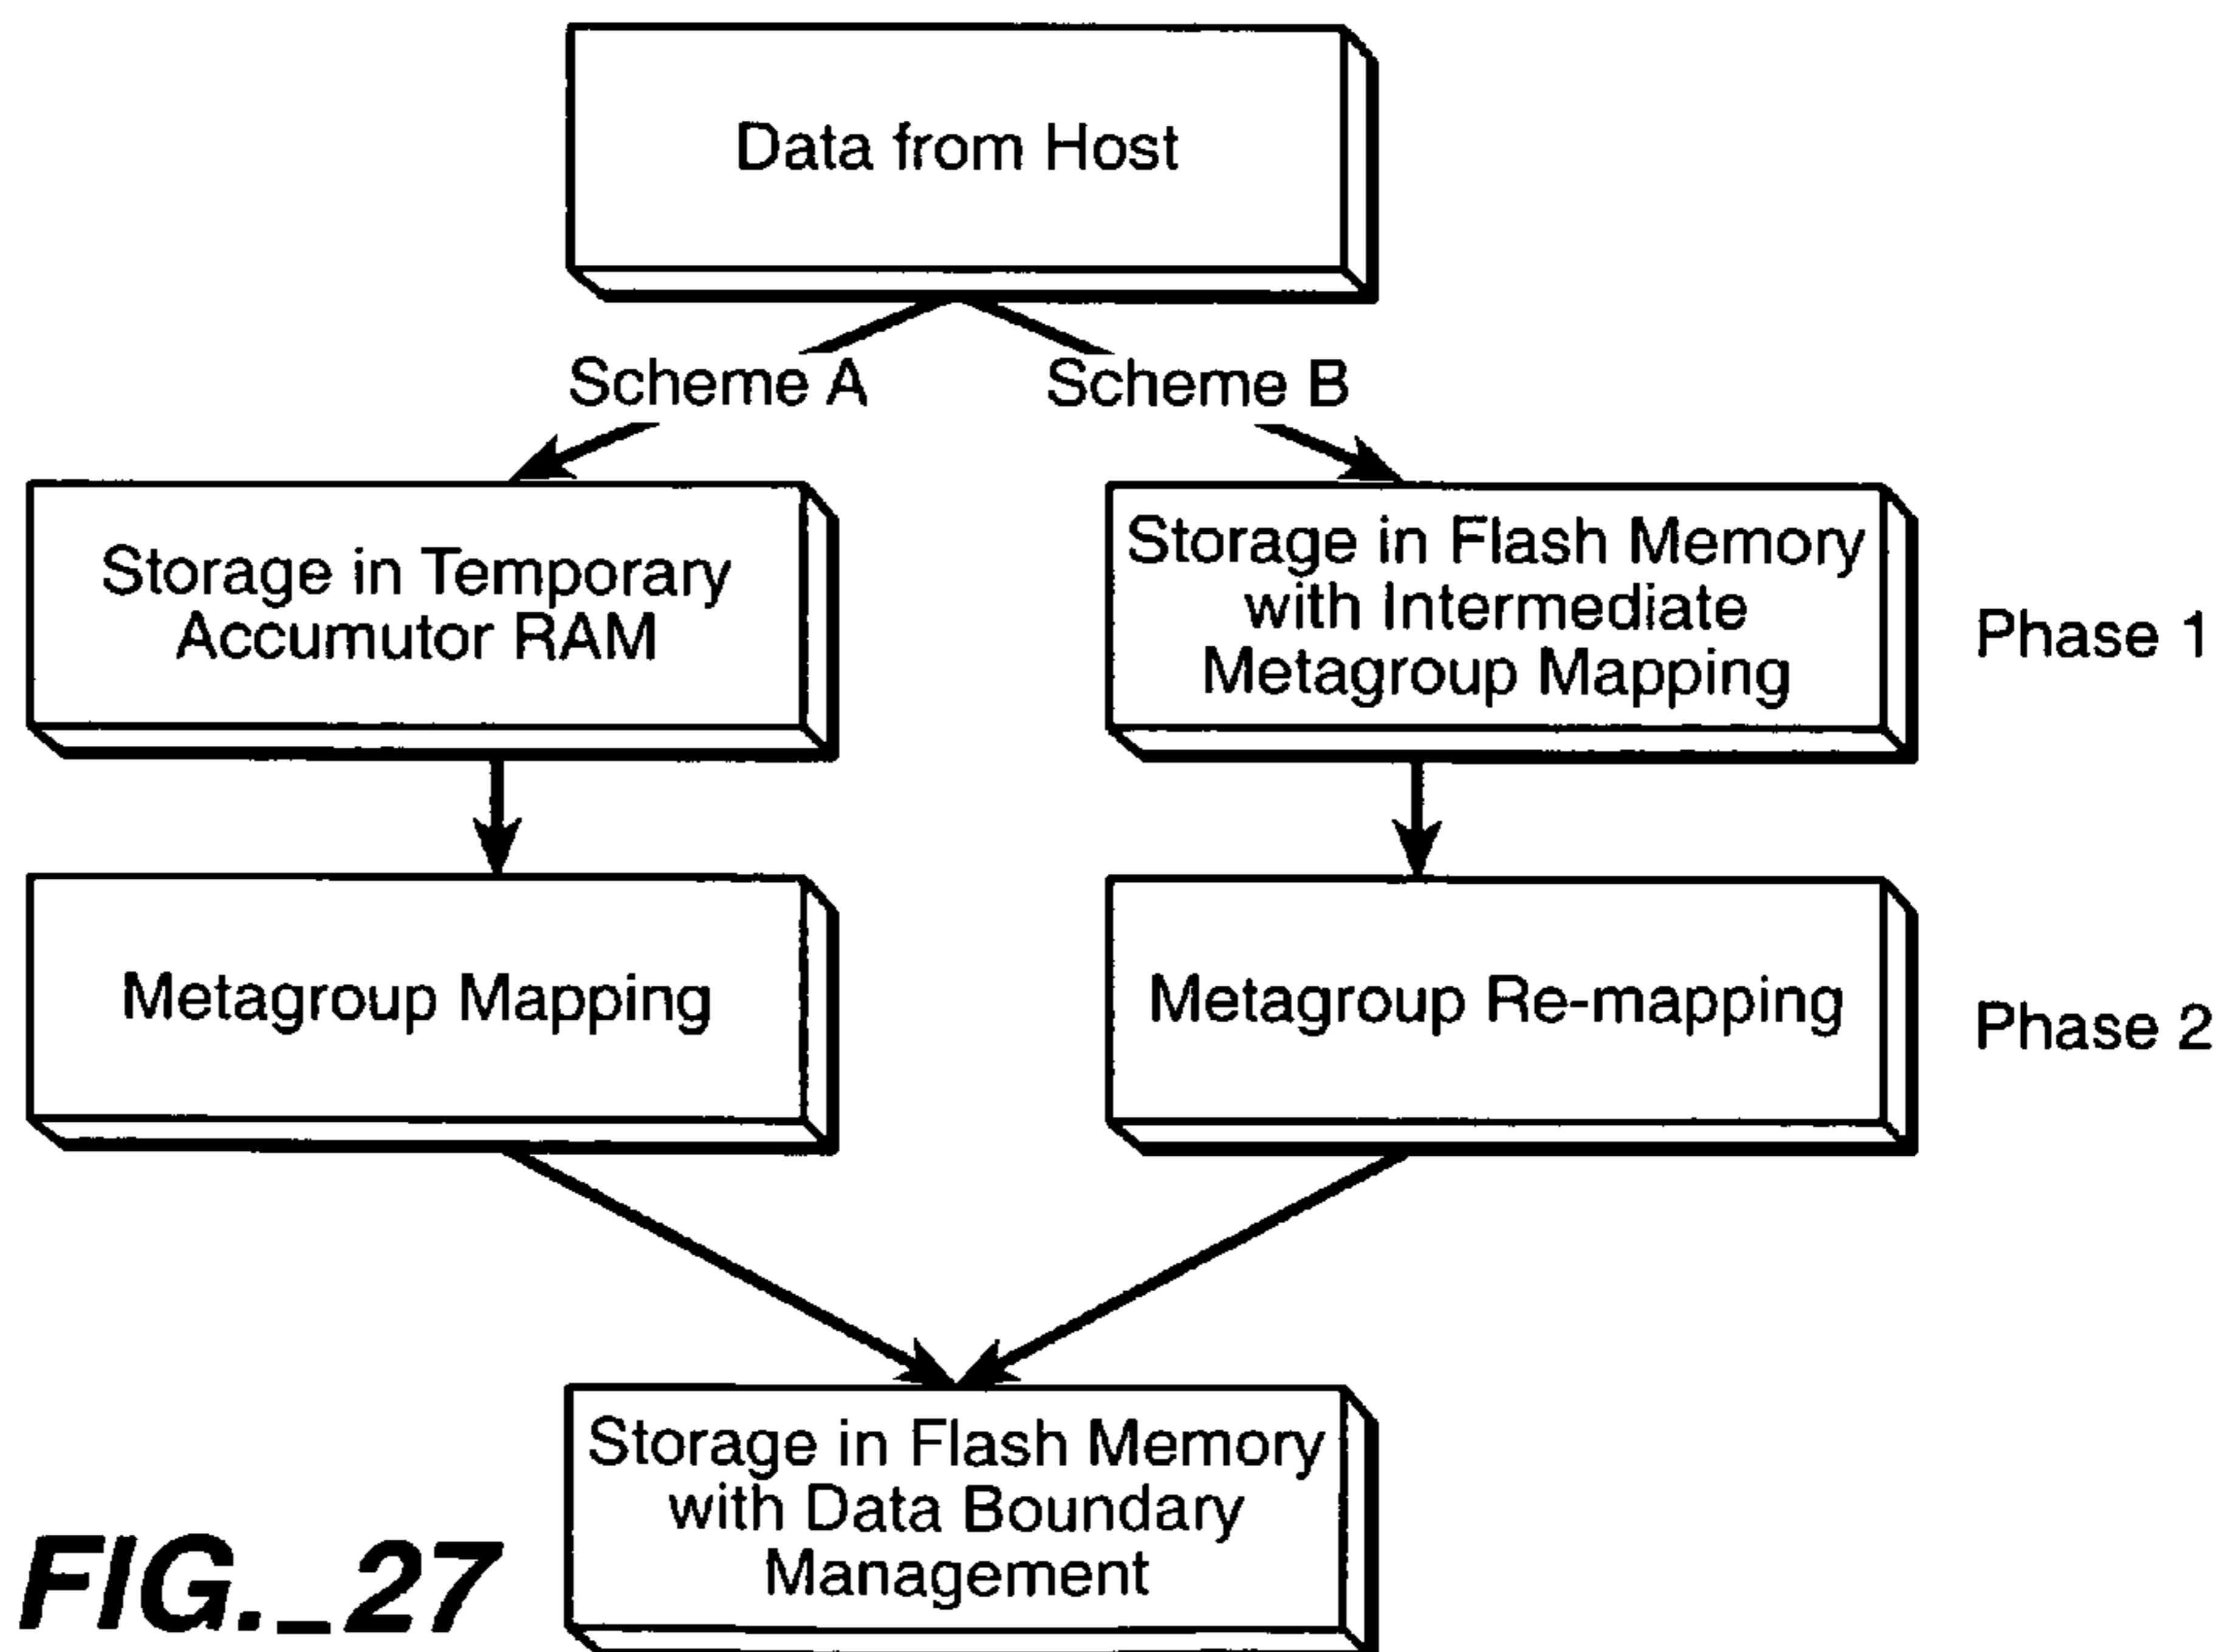 Data from Host
Scheme A
Scheme B
Storage in Temporary
Accumutor RAM
Storage in Flash Memory
with Intermediate
Metagroup Mapping
Phase 1
Metagroup Mapping
Metagroup Re-mapping
Phase 2
Storage in Flash Memory
with Data Boundary
Management
FIG._27